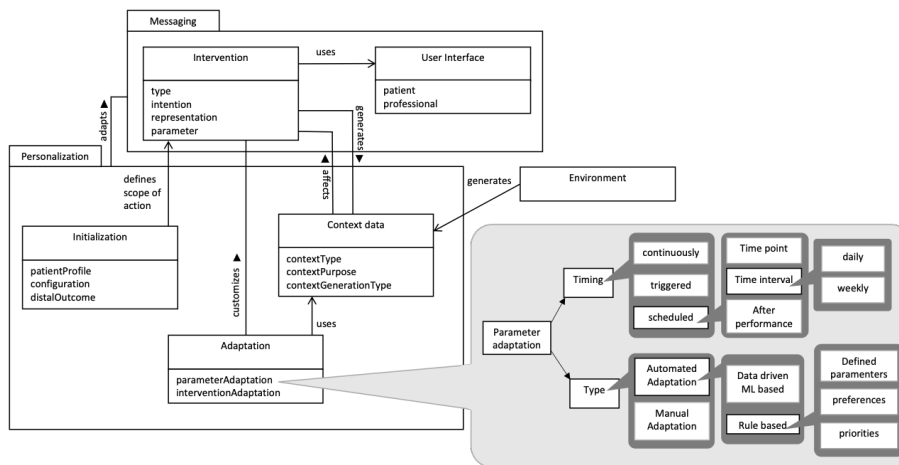 Messaging
Intervention
type
intention
representation
parameter
uses
User Interface
patient
professional
adapts
generates
affects
Personalization
defines
scope of
action
Initialization
patientProfile
configuration
distalOutcome
customizes
Context data
contextType
contextPurpose
contextGenerationType
generates
Environment
uses
Adaptation
parameterAdaptation
interventionAdaptation
Parameter
adaptation
Timing
continuously
triggered
scheduled
Time point
Time interval
After
performance
daily
weekly
Type
Automated
Adaptation
Manual
Adaptation
Data driven
ML based
Rule based
Defined
paramenters
preferences
priorities